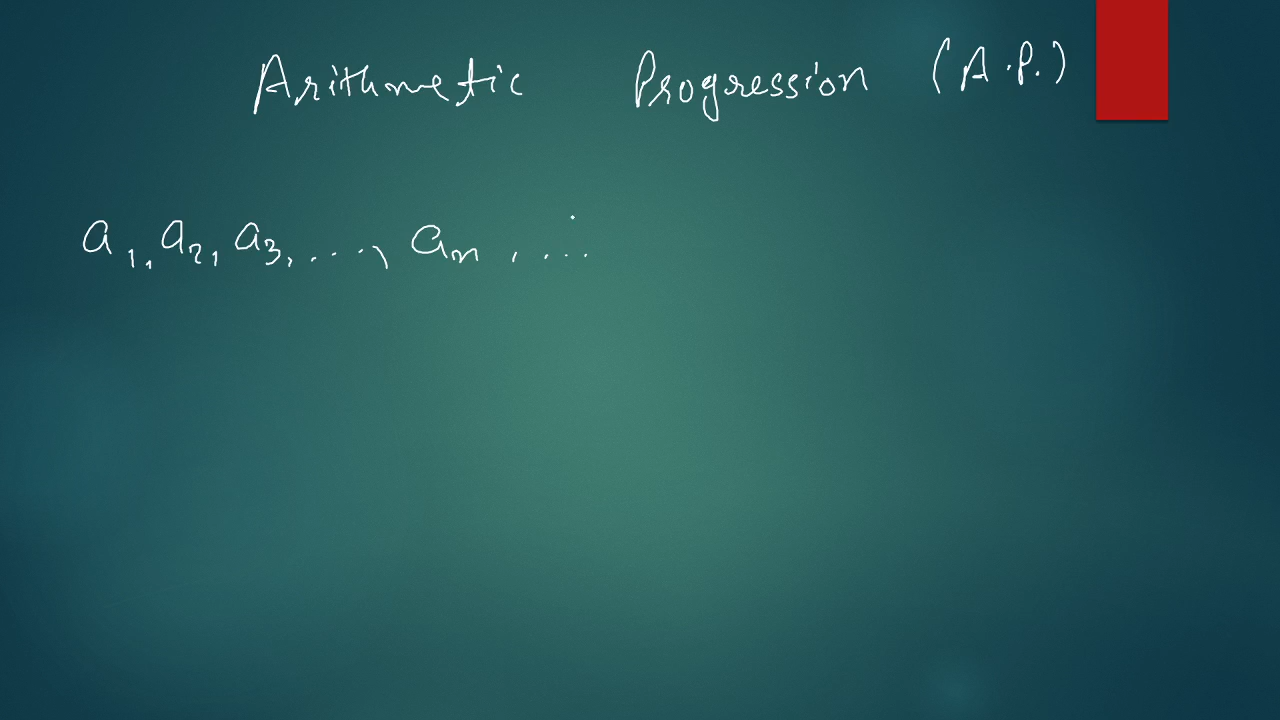 Arithmetic Progression (A.P.)
a₁, a₂, a₃, ..., aₙ, ...